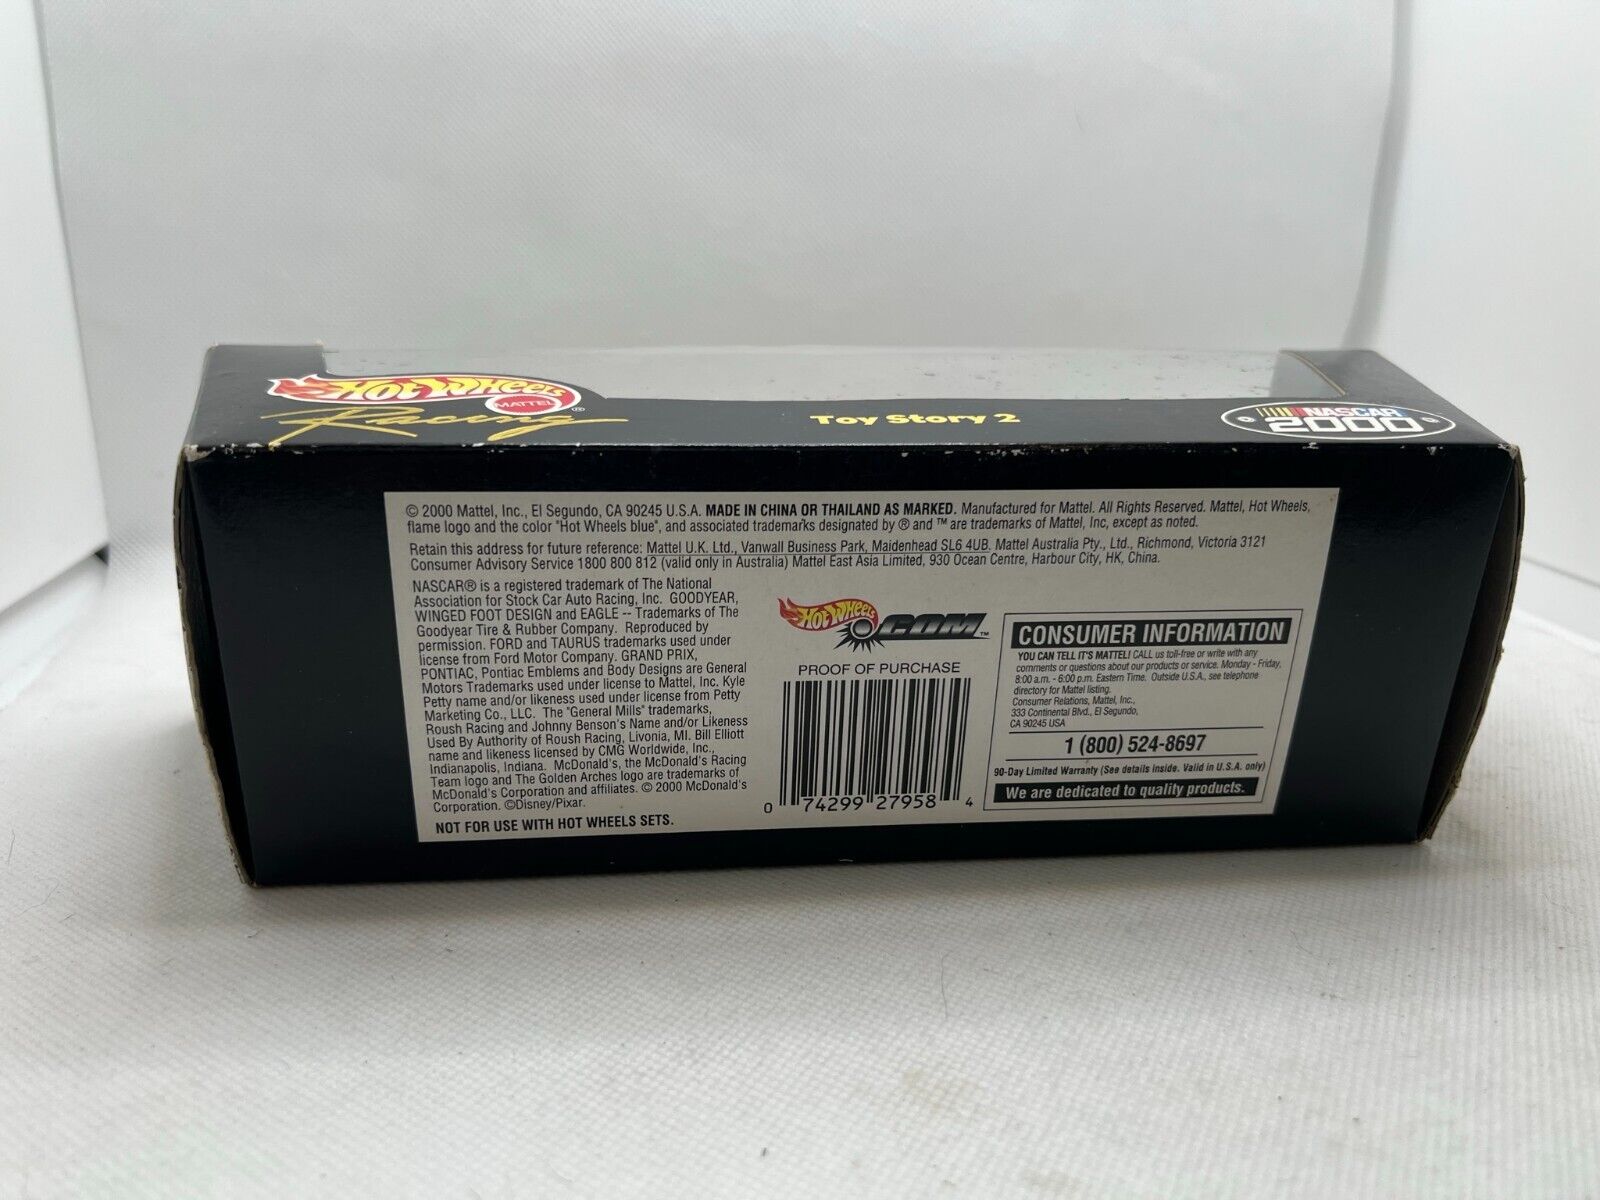 HOT WHEELS
MATTEL ®
Racing
Toy Story 2
NASCAR
2000
© 2000 Mattel, Inc., El Segundo, CA 90245 U.S.A. MADE IN CHINA OR THAILAND AS MARKED. Manufactured for Mattel. All Rights Reserved. Mattel, Hot Wheels,
flame logo and the color "Hot Wheels blue", and associated trademarks designated by ® and ™ are trademarks of Mattel, Inc, except as noted.
Retain this address for future reference: Mattel U.K. Ltd., Vanwall Business Park, Maidenhead SL6 4UB. Mattel Australia Pty., Ltd., Richmond, Victoria 3121
Consumer Advisory Service 1800 800 812 (valid only in Australia) Mattel East Asia Limited, 930 Ocean Centre, Harbour City, HK, China.
NASCAR® is a registered trademark of The National
Association for Stock Car Auto Racing, Inc. GOODYEAR,
WINGED FOOT DESIGN and EAGLE -- Trademarks of The
Goodyear Tire & Rubber Company. Reproduced by
permission. FORD and TAURUS trademarks used under
license from Ford Motor Company. GRAND PRIX,
PONTIAC, Pontiac Emblems and Body Designs are General
Motors Trademarks used under license to Mattel, Inc. Kyle
Petty name and/or likeness used under license from Petty
Marketing Co., LLC. The "General Mills" trademarks,
Roush Racing and Johnny Benson's Name and/or Likeness
Used By Authority of Roush Racing, Livonia, MI. Bill Elliott
name and likeness licensed by CMG Worldwide, Inc.,
Indianapolis, Indiana. McDonald's, the McDonald's Racing
Team logo and The Golden Arches logo are trademarks of
McDonald's Corporation and affiliates. © 2000 McDonald's
Corporation. ©Disney/Pixar.
NOT FOR USE WITH HOT WHEELS SETS.
HOT WHEELS
.COM™
PROOF OF PURCHASE
0 74299 27958 4
CONSUMER INFORMATION
YOU CAN TELL IT'S MATTEL! CALL us toll-free or write with any
comments or questions about our products or service. Monday - Friday,
8:00 a.m. - 6:00 p.m. Eastern Time. Outside U.S.A., see telephone
directory for Mattel listing.
Consumer Relations, Mattel, Inc.,
333 Continental Blvd., El Segundo,
CA 90245 USA
1 (800) 524-8697
90-Day Limited Warranty (See details inside. Valid in U.S.A. only)
We are dedicated to quality products.